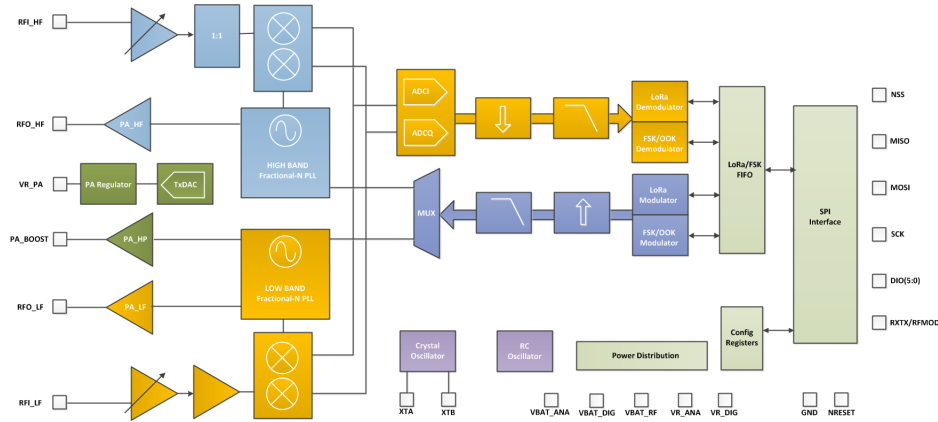 RFI_HF
1:1
ADCI
ADCQ
LoRa
Demodulator
FSK/OOK
Demodulator
LoRa/FSK
FIFO
NSS
RFO_HF
PA_HF
HIGH BAND
Fractional-N PLL
MISO
VR_PA
PA Regulator
TxDAC
MUX
LoRa
Modulator
FSK/OOK
Modulator
SPI
Interface
MOSI
PA_BOOST
PA_HP
SCK
LOW BAND
Fractional-N PLL
DIO(5:0)
RFO_LF
PA_LF
RXTX/RFMOD
Crystal
Oscillator
RC
Oscillator
Power Distribution
Config
Registers
RFI_LF
XTA
XTB
VBAT_ANA
VBAT_DIG
VBAT_RF
VR_ANA
VR_DIG
GND
NRESET